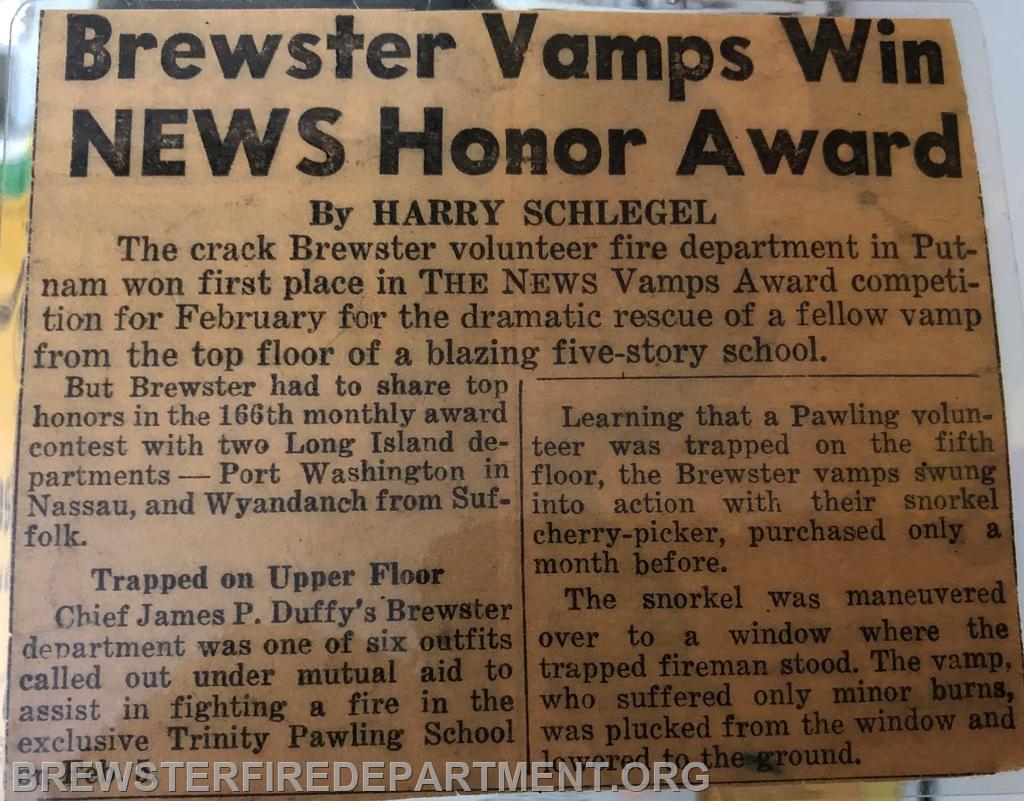 Brewster Vamps Win
NEWS Honor Award
By HARRY SCHLEGEL
The crack Brewster volunteer fire department in Put-
nam won first place in THE NEWS Vamps Award competi-
tion for February for the dramatic rescue of a fellow vamp
from the top floor of a blazing five-story school.
But Brewster had to share top
honors in the 166th monthly award
contest with two Long Island de-
partments — Port Washington in
Nassau, and Wyandanch from Suf-
folk.
Trapped on Upper Floor
Chief James P. Duffy's Brewster
department was one of six outfits
called out under mutual aid to
assist in fighting a fire in the
exclusive Trinity Pawling School
Feb.
Learning that a Pawling volun-
teer was trapped on the fifth
floor, the Brewster vamps swung
into action with their snorkel
cherry-picker, purchased only a
month before.
The snorkel was maneuvered
over to a window where the
trapped fireman stood. The vamp,
who suffered only minor burns,
was plucked from the window and
lowered to the ground.
BREWSTERFIREDEPARTMENT.ORG